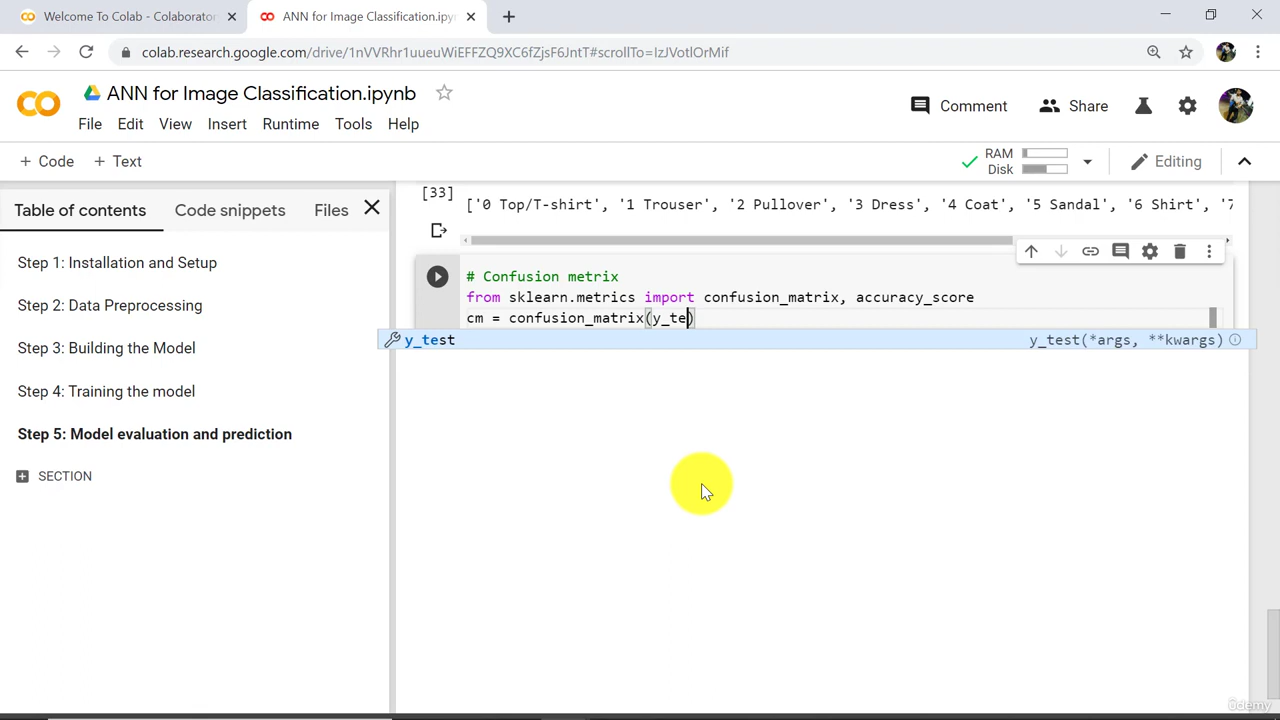 Welcome To Colab - Colaborator
ANN for Image Classification.ipyn
colab.research.google.com/drive/1nVVRhr1uueuWiEFFZQ9XC6fZjsF6JntT#scrollTo=IzJVotlOrMif
ANN for Image Classification.ipynb
Comment
Share
File Edit View Insert Runtime Tools Help
+ Code + Text
RAM
Disk
Editing
Table of contents
Code snippets
Files
Step 1: Installation and Setup
Step 2: Data Preprocessing
Step 3: Building the Model
Step 4: Training the model
Step 5: Model evaluation and prediction
SECTION
[33]
['0 Top/T-shirt', '1 Trouser', '2 Pullover', '3 Dress', '4 Coat', '5 Sandal', '6 Shirt', '7
# Confusion metrix
from sklearn.metrics import confusion_matrix, accuracy_score
cm = confusion_matrix(y_te)
y_test
y_test(*args, **kwargs)
ûdemy